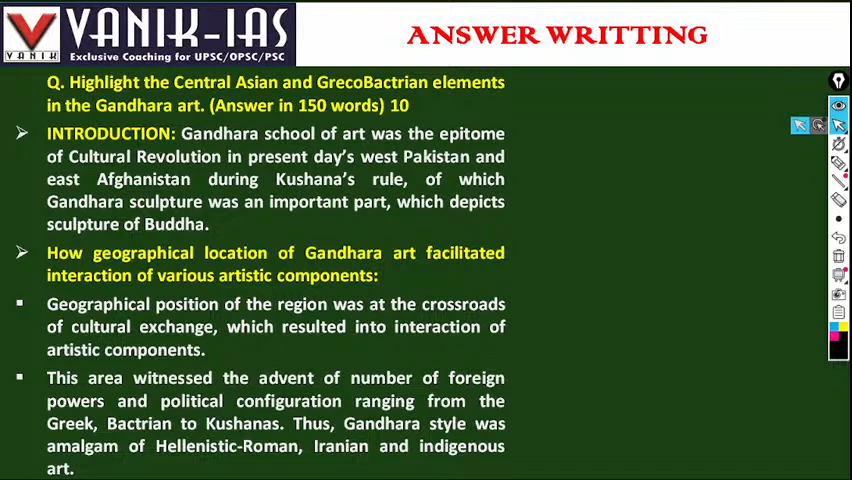 VANIK-IAS
VANIK
Exclusive Coaching for UPSC/OPSC/PSC
ANSWER WRITTING
Q. Highlight the Central Asian and GrecoBactrian elements
in the Gandhara art. (Answer in 150 words) 10
INTRODUCTION: Gandhara school of art was the epitome
of Cultural Revolution in present day's west Pakistan and
east Afghanistan during Kushana's rule, of which
Gandhara sculpture was an important part, which depicts
sculpture of Buddha.
How geographical location of Gandhara art facilitated
interaction of various artistic components:
Geographical position of the region was at the crossroads
of cultural exchange, which resulted into interaction of
artistic components.
This area witnessed the advent of number of foreign
powers and political configuration ranging from the
Greek, Bactrian to Kushanas. Thus, Gandhara style was
amalgam of Hellenistic-Roman, Iranian and indigenous
art.